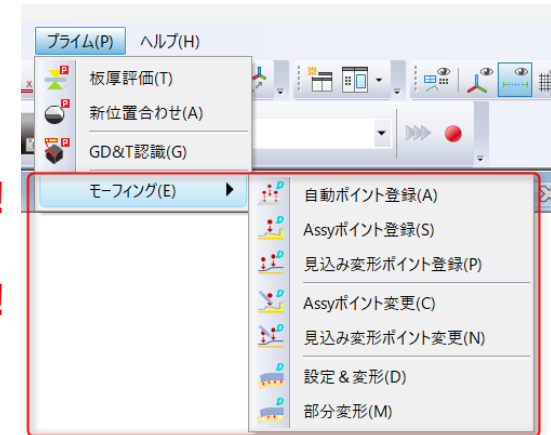 プライム(P) ヘルプ(H)
板厚評価(T)
新位置合わせ(A)
GD&T認識(G)
モーフィング(E)
自動ポイント登録(A)
Assyポイント登録(S)
見込み変形ポイント登録(P)
Assyポイント変更(C)
見込み変形ポイント変更(N)
設定&変形(D)
部分変形(M)
!
!